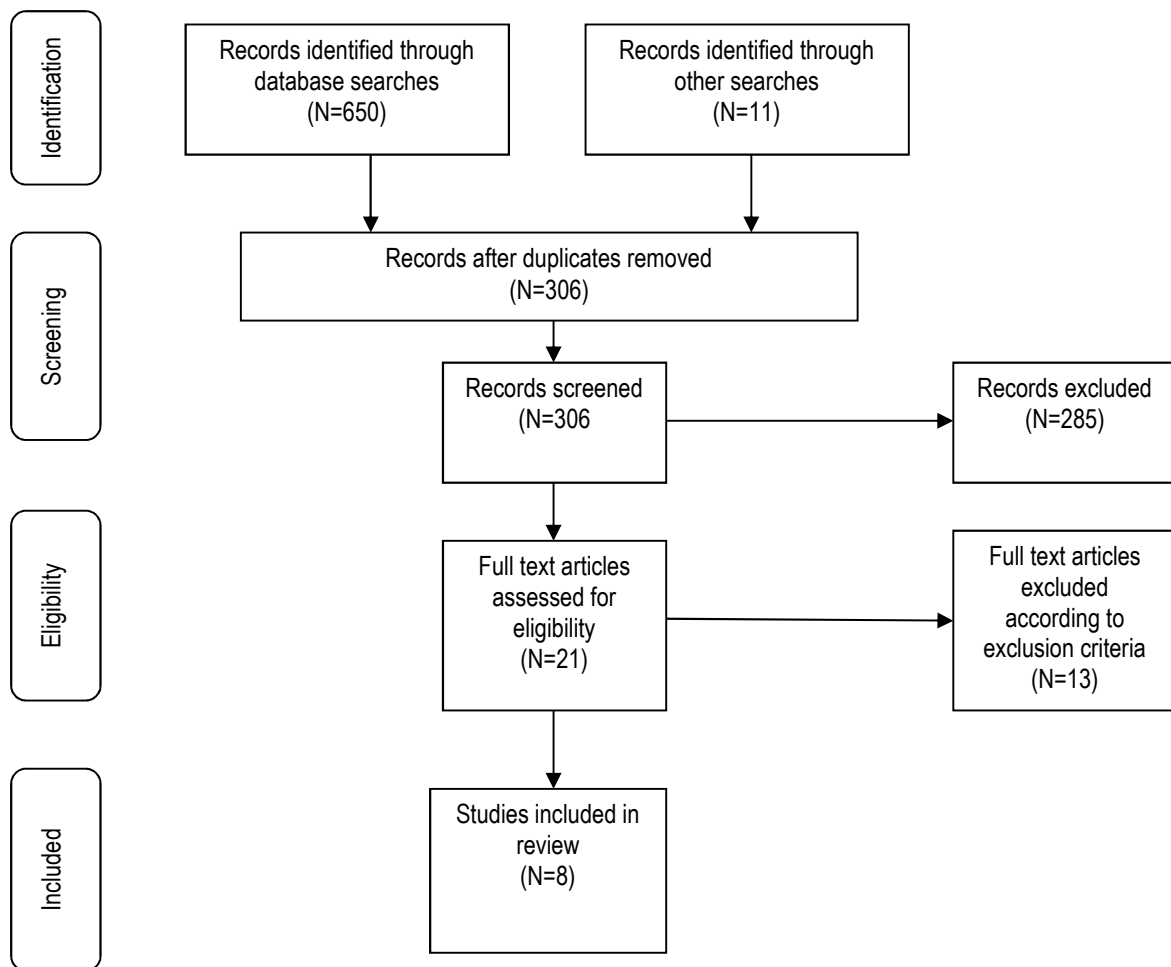 Identification
Records identified through
database searches
(N=650)
Records identified through
other searches
(N=11)
Screening
Records after duplicates removed
(N=306)
Records screened
(N=306
Records excluded
(N=285)
Eligibility
Full text articles
assessed for
eligibility
(N=21)
Full text articles
excluded
according to
exclusion criteria
(N=13)
Included
Studies included in
review
(N=8)